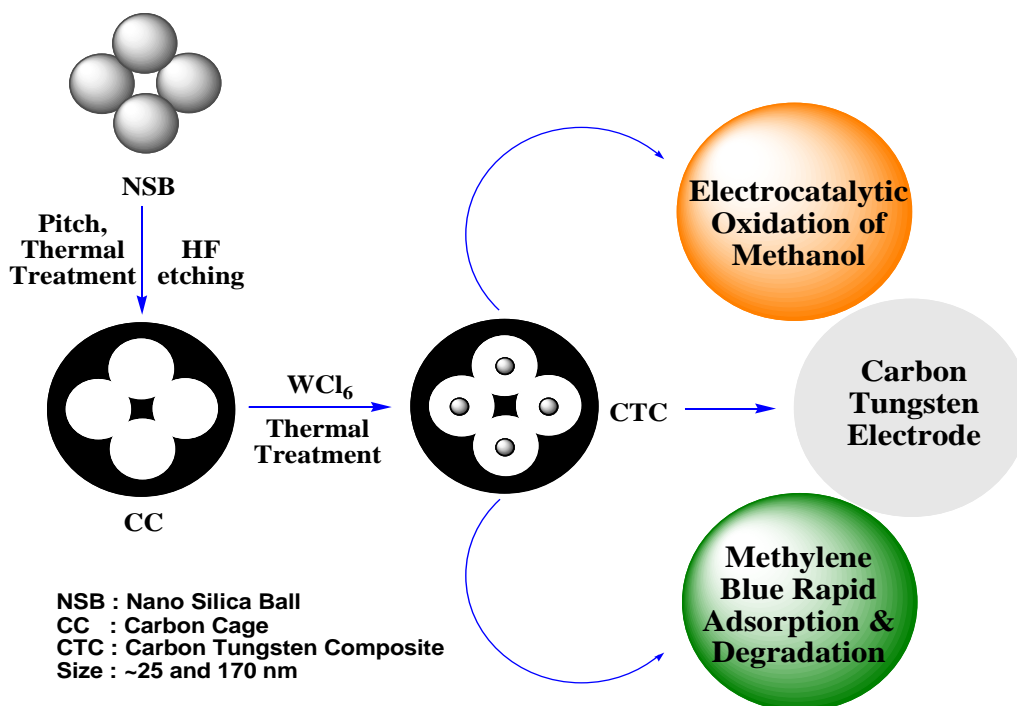 NSB
Pitch,
Thermal
Treatment
HF
etching
CC
WCl₆
Thermal
Treatment
CTC
Electrocatalytic
Oxidation of
Methanol
Carbon
Tungsten
Electrode
Methylene
Blue Rapid
Adsorption &
Degradation
NSB : Nano Silica Ball
CC : Carbon Cage
CTC : Carbon Tungsten Composite
Size : ~25 and 170 nm